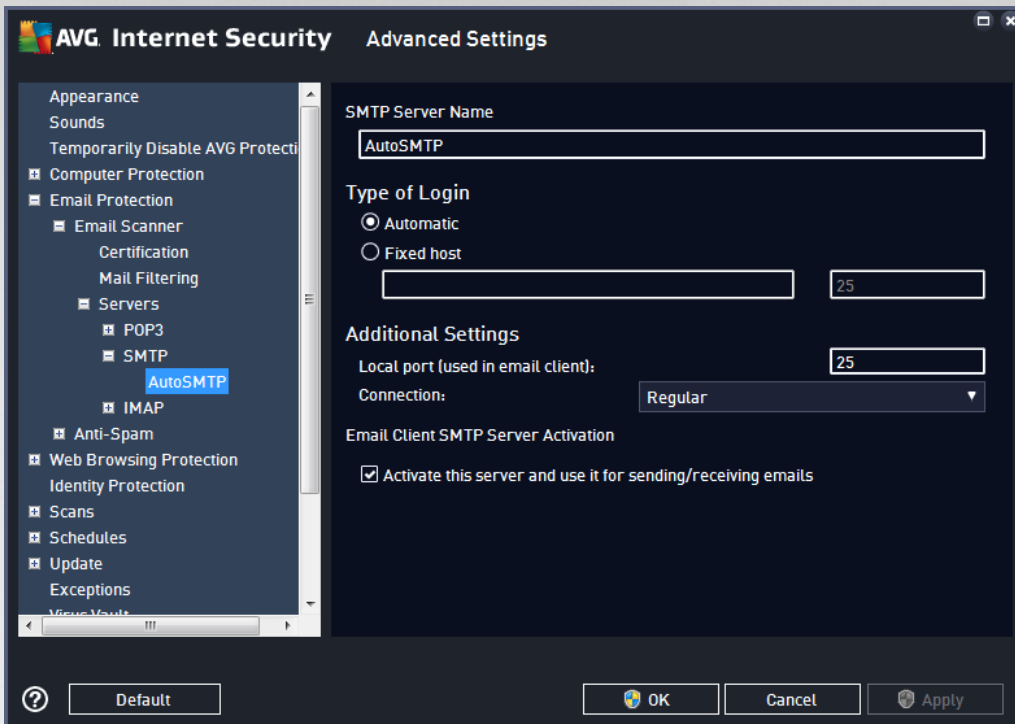 AVG. Internet Security Advanced Settings
Appearance
Sounds
Temporarily Disable AVG Protecti
Computer Protection
Email Protection
Email Scanner
Certification
Mail Filtering
Servers
POP3
SMTP
AutoSMTP
IMAP
Anti-Spam
Web Browsing Protection
Identity Protection
Scans
Schedules
Update
Exceptions
Virus Vault
SMTP Server Name
AutoSMTP
Type of Login
Automatic
Fixed host
25
Additional Settings
Local port (used in email client):
25
Connection:
Regular
Email Client SMTP Server Activation
Activate this server and use it for sending/receiving emails
Default
OK
Cancel
Apply